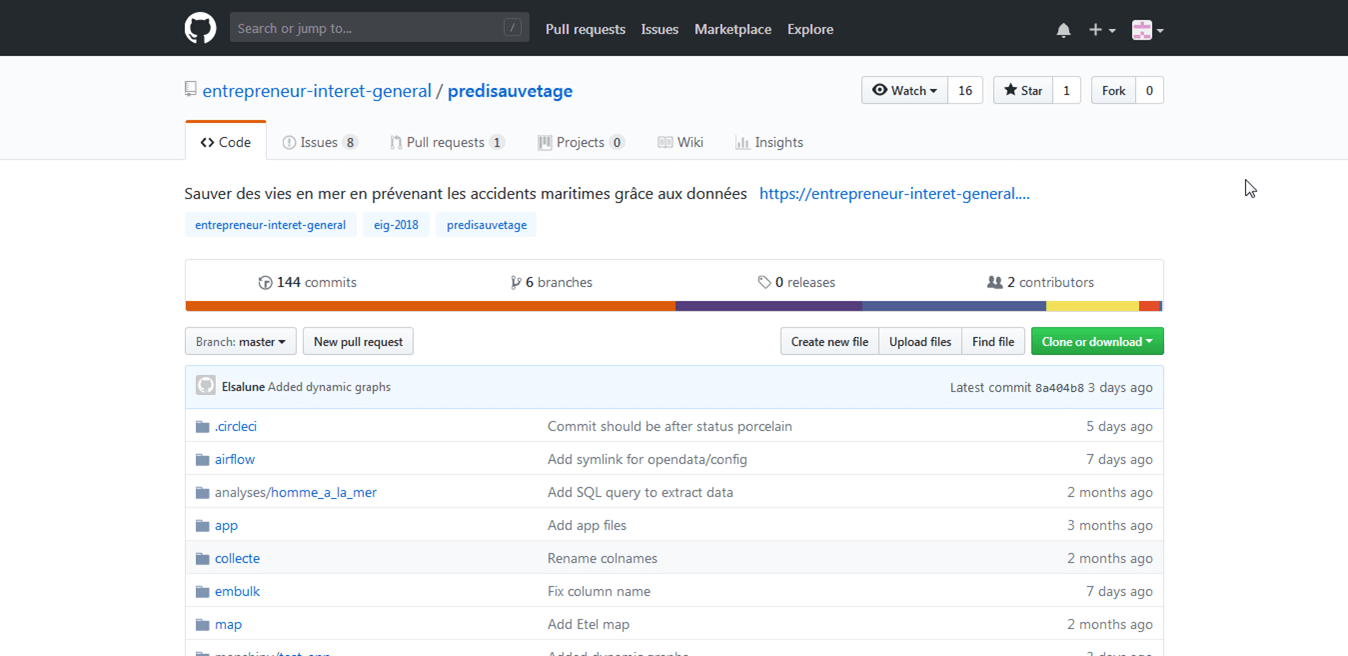 Search or jump to... / Pull requests Issues Marketplace Explore
entrepreneur-interet-general / predisauvetage Watch 16 Star 1 Fork 0
Code Issues 8 Pull requests 1 Projects 0 Wiki Insights
Sauver des vies en mer en prévenant les accidents maritimes grâce aux données https://entrepreneur-interet-general....
entrepreneur-interet-general eig-2018 predisauvetage
144 commits 6 branches 0 releases 2 contributors
Branch: master New pull request Create new file Upload files Find file Clone or download
Elsalune Added dynamic graphs Latest commit 8a404b8 3 days ago
.circleci Commit should be after status porcelain 5 days ago
airflow Add symlink for opendata/config 7 days ago
analyses/homme_a_la_mer Add SQL query to extract data 2 months ago
app Add app files 3 months ago
collecte Rename colnames 2 months ago
embulk Fix column name 7 days ago
map Add Etel map 2 months ago
Added dynamic graphs 3 days ago